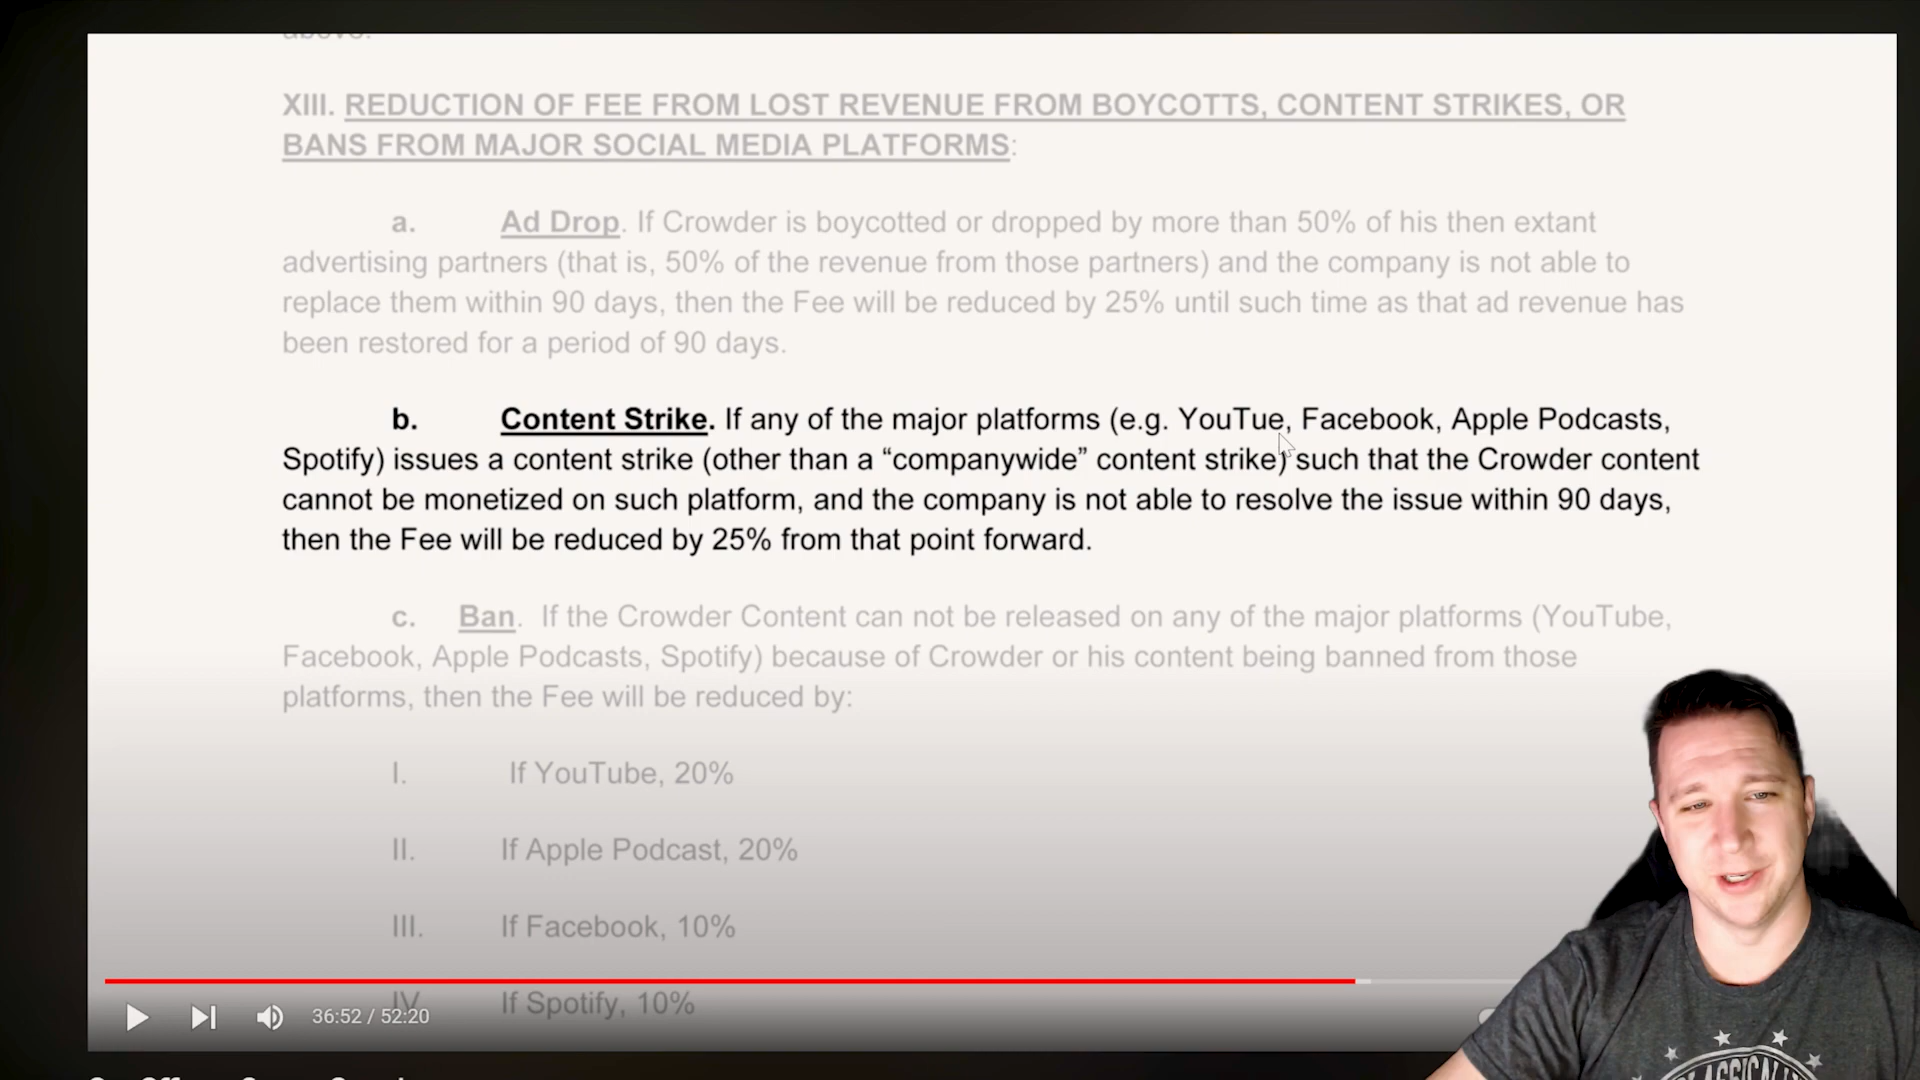 above.
XIII. REDUCTION OF FEE FROM LOST REVENUE FROM BOYCOTTS, CONTENT STRIKES, OR
BANS FROM MAJOR SOCIAL MEDIA PLATFORMS:
a. Ad Drop. If Crowder is boycotted or dropped by more than 50% of his then extant
advertising partners (that is, 50% of the revenue from those partners) and the company is not able to
replace them within 90 days, then the Fee will be reduced by 25% until such time as that ad revenue has
been restored for a period of 90 days.
b. Content Strike. If any of the major platforms (e.g. YouTue, Facebook, Apple Podcasts,
Spotify) issues a content strike (other than a “companywide” content strike) such that the Crowder content
cannot be monetized on such platform, and the company is not able to resolve the issue within 90 days,
then the Fee will be reduced by 25% from that point forward.
c. Ban. If the Crowder Content can not be released on any of the major platforms (YouTube,
Facebook, Apple Podcasts, Spotify) because of Crowder or his content being banned from those
platforms, then the Fee will be reduced by:
I. If YouTube, 20%
II. If Apple Podcast, 20%
III. If Facebook, 10%
IV. If Spotify, 10%
36:52 / 52:20
CLASSICALLY